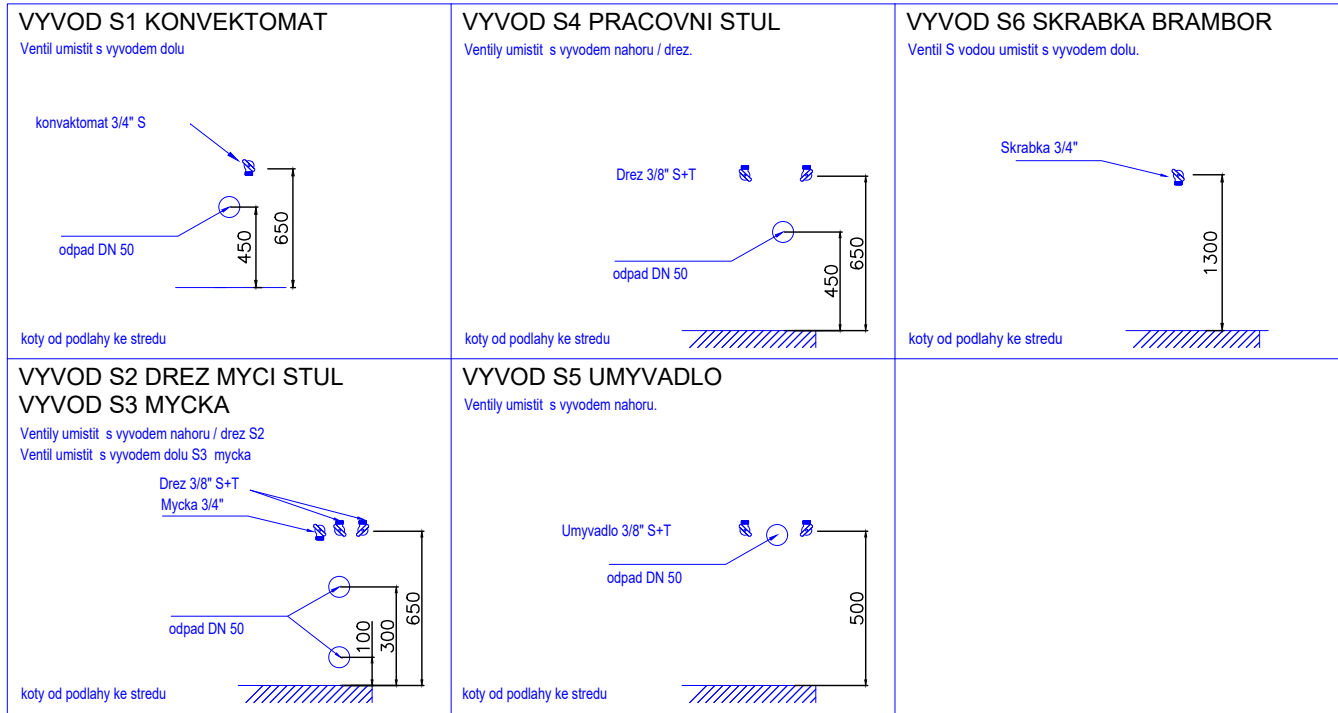 VYVOD S1 KONVEKTOMAT
Ventil umistit s vyvodem dolu
konvaktomat 3/4" S
odpad DN 50
450
650
koty od podlahy ke stredu
VYVOD S4 PRACOVNI STUL
Ventily umistit s vyvodem nahoru / drez.
Drez 3/8" S+T
odpad DN 50
450
650
koty od podlahy ke stredu
VYVOD S6 SKRABKA BRAMBOR
Ventil S vodou umistit s vyvodem dolu.
Skrabka 3/4"
1300
koty od podlahy ke stredu
VYVOD S2 DREZ MYCI STUL
VYVOD S3 MYCKA
Ventily umistit s vyvodem nahoru / drez S2
Ventil umistit s vyvodem dolu S3 mycka
Drez 3/8" S+T
Mycka 3/4"
odpad DN 50
100
300
650
koty od podlahy ke stredu
VYVOD S5 UMYVADLO
Ventily umistit s vyvodem nahoru.
Umyvadlo 3/8" S+T
odpad DN 50
500
koty od podlahy ke stredu